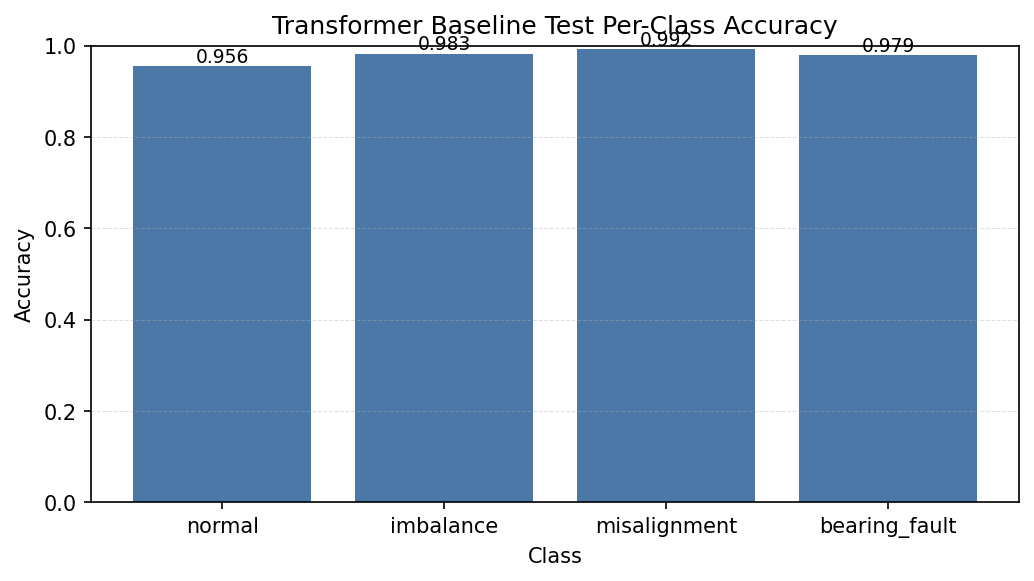 Transformer Baseline Test Per-Class Accuracy
0.956 0.983 0.992 0.979
1.0
0.8
0.6
0.4
0.2
0.0
Accuracy
normal imbalance misalignment bearing_fault
Class